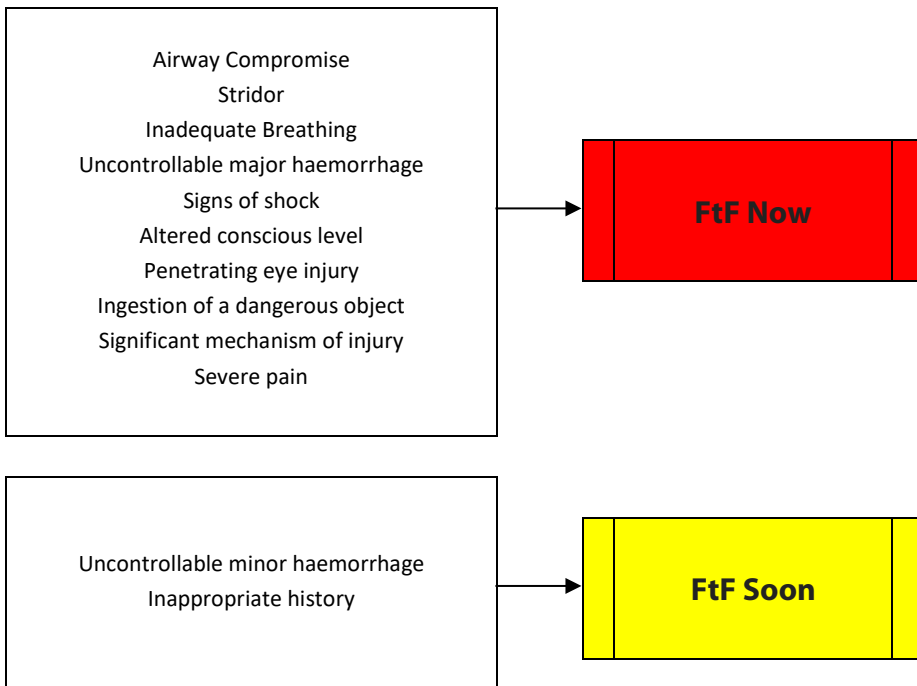 Airway Compromise
Stridor
Inadequate Breathing
Uncontrollable major haemorrhage
Signs of shock
Altered conscious level
Penetrating eye injury
Ingestion of a dangerous object
Significant mechanism of injury
Severe pain
FtF Now
Uncontrollable minor haemorrhage
Inappropriate history
FtF Soon